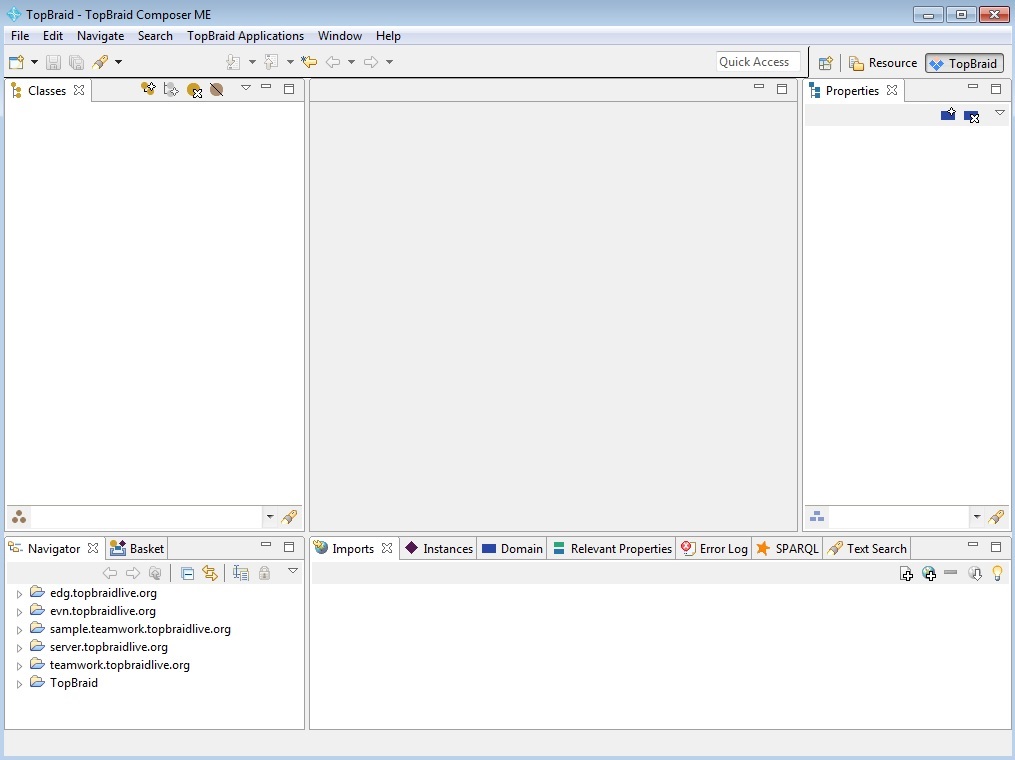 TopBraid - TopBraid Composer ME
File Edit Navigate Search TopBraid Applications Window Help
Quick Access Resource TopBraid
Classes
Properties
Navigator Basket
Imports Instances Domain Relevant Properties Error Log SPARQL Text Search
edg.topbraidlive.org
evn.topbraidlive.org
sample.teamwork.topbraidlive.org
server.topbraidlive.org
teamwork.topbraidlive.org
TopBraid